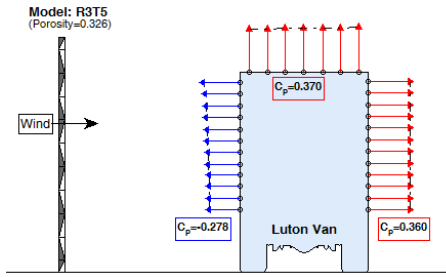 Model: R3T5
(Porosity=0.326)
Wind
Cp=0.370
Luton Van
Cp=-0.278
Cp=0.360